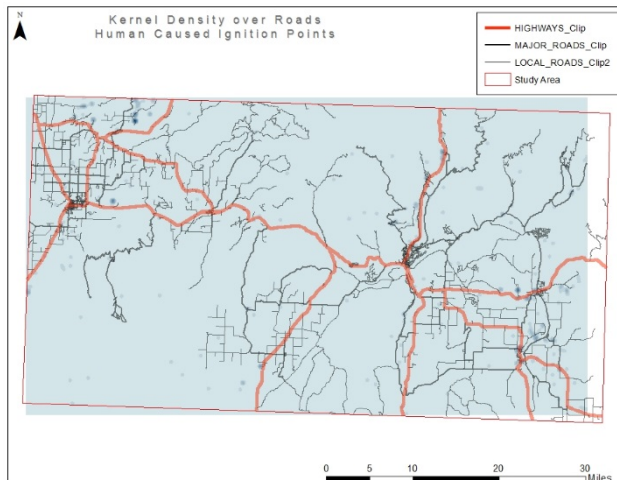 N
Kernel Density over Roads
Human Caused Ignition Points
HIGHWAYS_Clip
MAJOR_ROADS_Clip
LOCAL_ROADS_Clip2
Study Area
0 5 10 20 30
Miles